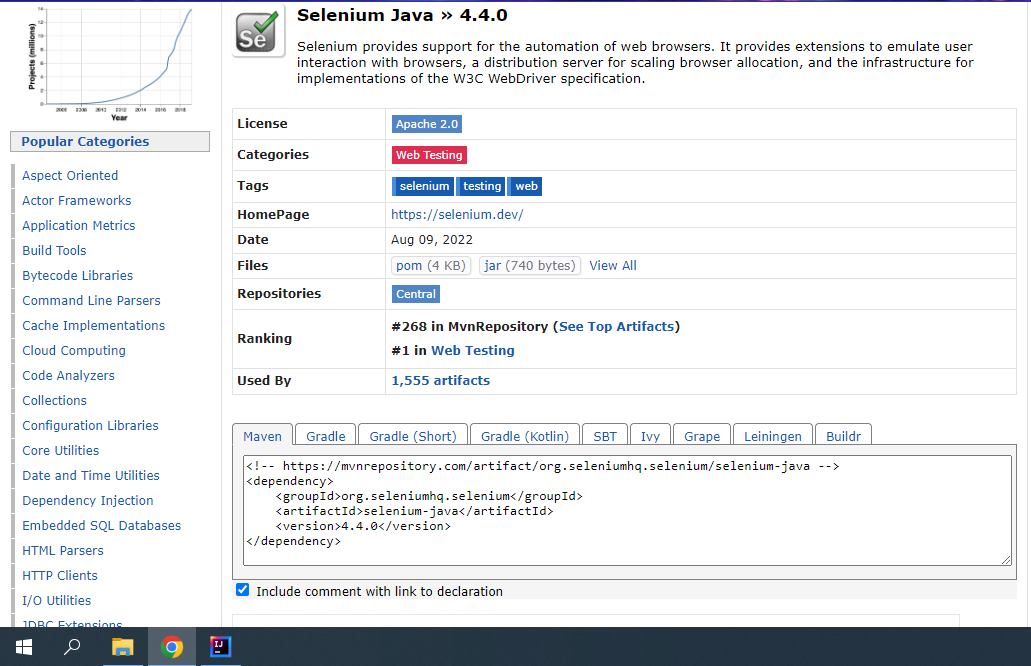 14
12
10
8
6
4
2
0
Projects (millions)
2006 2008 2010 2012 2014 2016 2018
Year
Popular Categories
Aspect Oriented
Actor Frameworks
Application Metrics
Build Tools
Bytecode Libraries
Command Line Parsers
Cache Implementations
Cloud Computing
Code Analyzers
Collections
Configuration Libraries
Core Utilities
Date and Time Utilities
Dependency Injection
Embedded SQL Databases
HTML Parsers
HTTP Clients
I/O Utilities
JDBC Extensions
Se
Selenium Java » 4.4.0
Selenium provides support for the automation of web browsers. It provides extensions to emulate user
interaction with browsers, a distribution server for scaling browser allocation, and the infrastructure for
implementations of the W3C WebDriver specification.
License Apache 2.0
Categories Web Testing
Tags selenium testing web
HomePage https://selenium.dev/
Date Aug 09, 2022
Files pom (4 KB) jar (740 bytes) View All
Repositories Central
Ranking #268 in MvnRepository (See Top Artifacts)
#1 in Web Testing
Used By 1,555 artifacts
Maven Gradle Gradle (Short) Gradle (Kotlin) SBT Ivy Grape Leiningen Buildr
<!-- https://mvnrepository.com/artifact/org.seleniumhq.selenium/selenium-java -->
<dependency>
    <groupId>org.seleniumhq.selenium</groupId>
    <artifactId>selenium-java</artifactId>
    <version>4.4.0</version>
</dependency>
Include comment with link to declaration
IJ